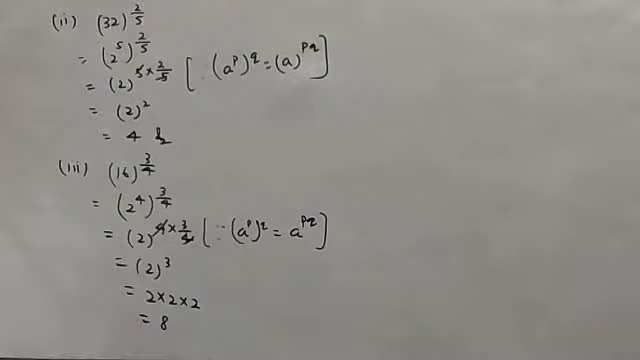 (ii) (32)^(2/5)
= (2^5)^(2/5)
= (2)^(5×2/5) [∵ (a^p)^q = (a)^(pq)]
= (2)^2
= 4
(iii) (16)^(3/4)
= (2^4)^(3/4)
= (2)^(4×3/4) [∵ (a^p)^q = a^(pq)]
= (2)^3
= 2×2×2
= 8